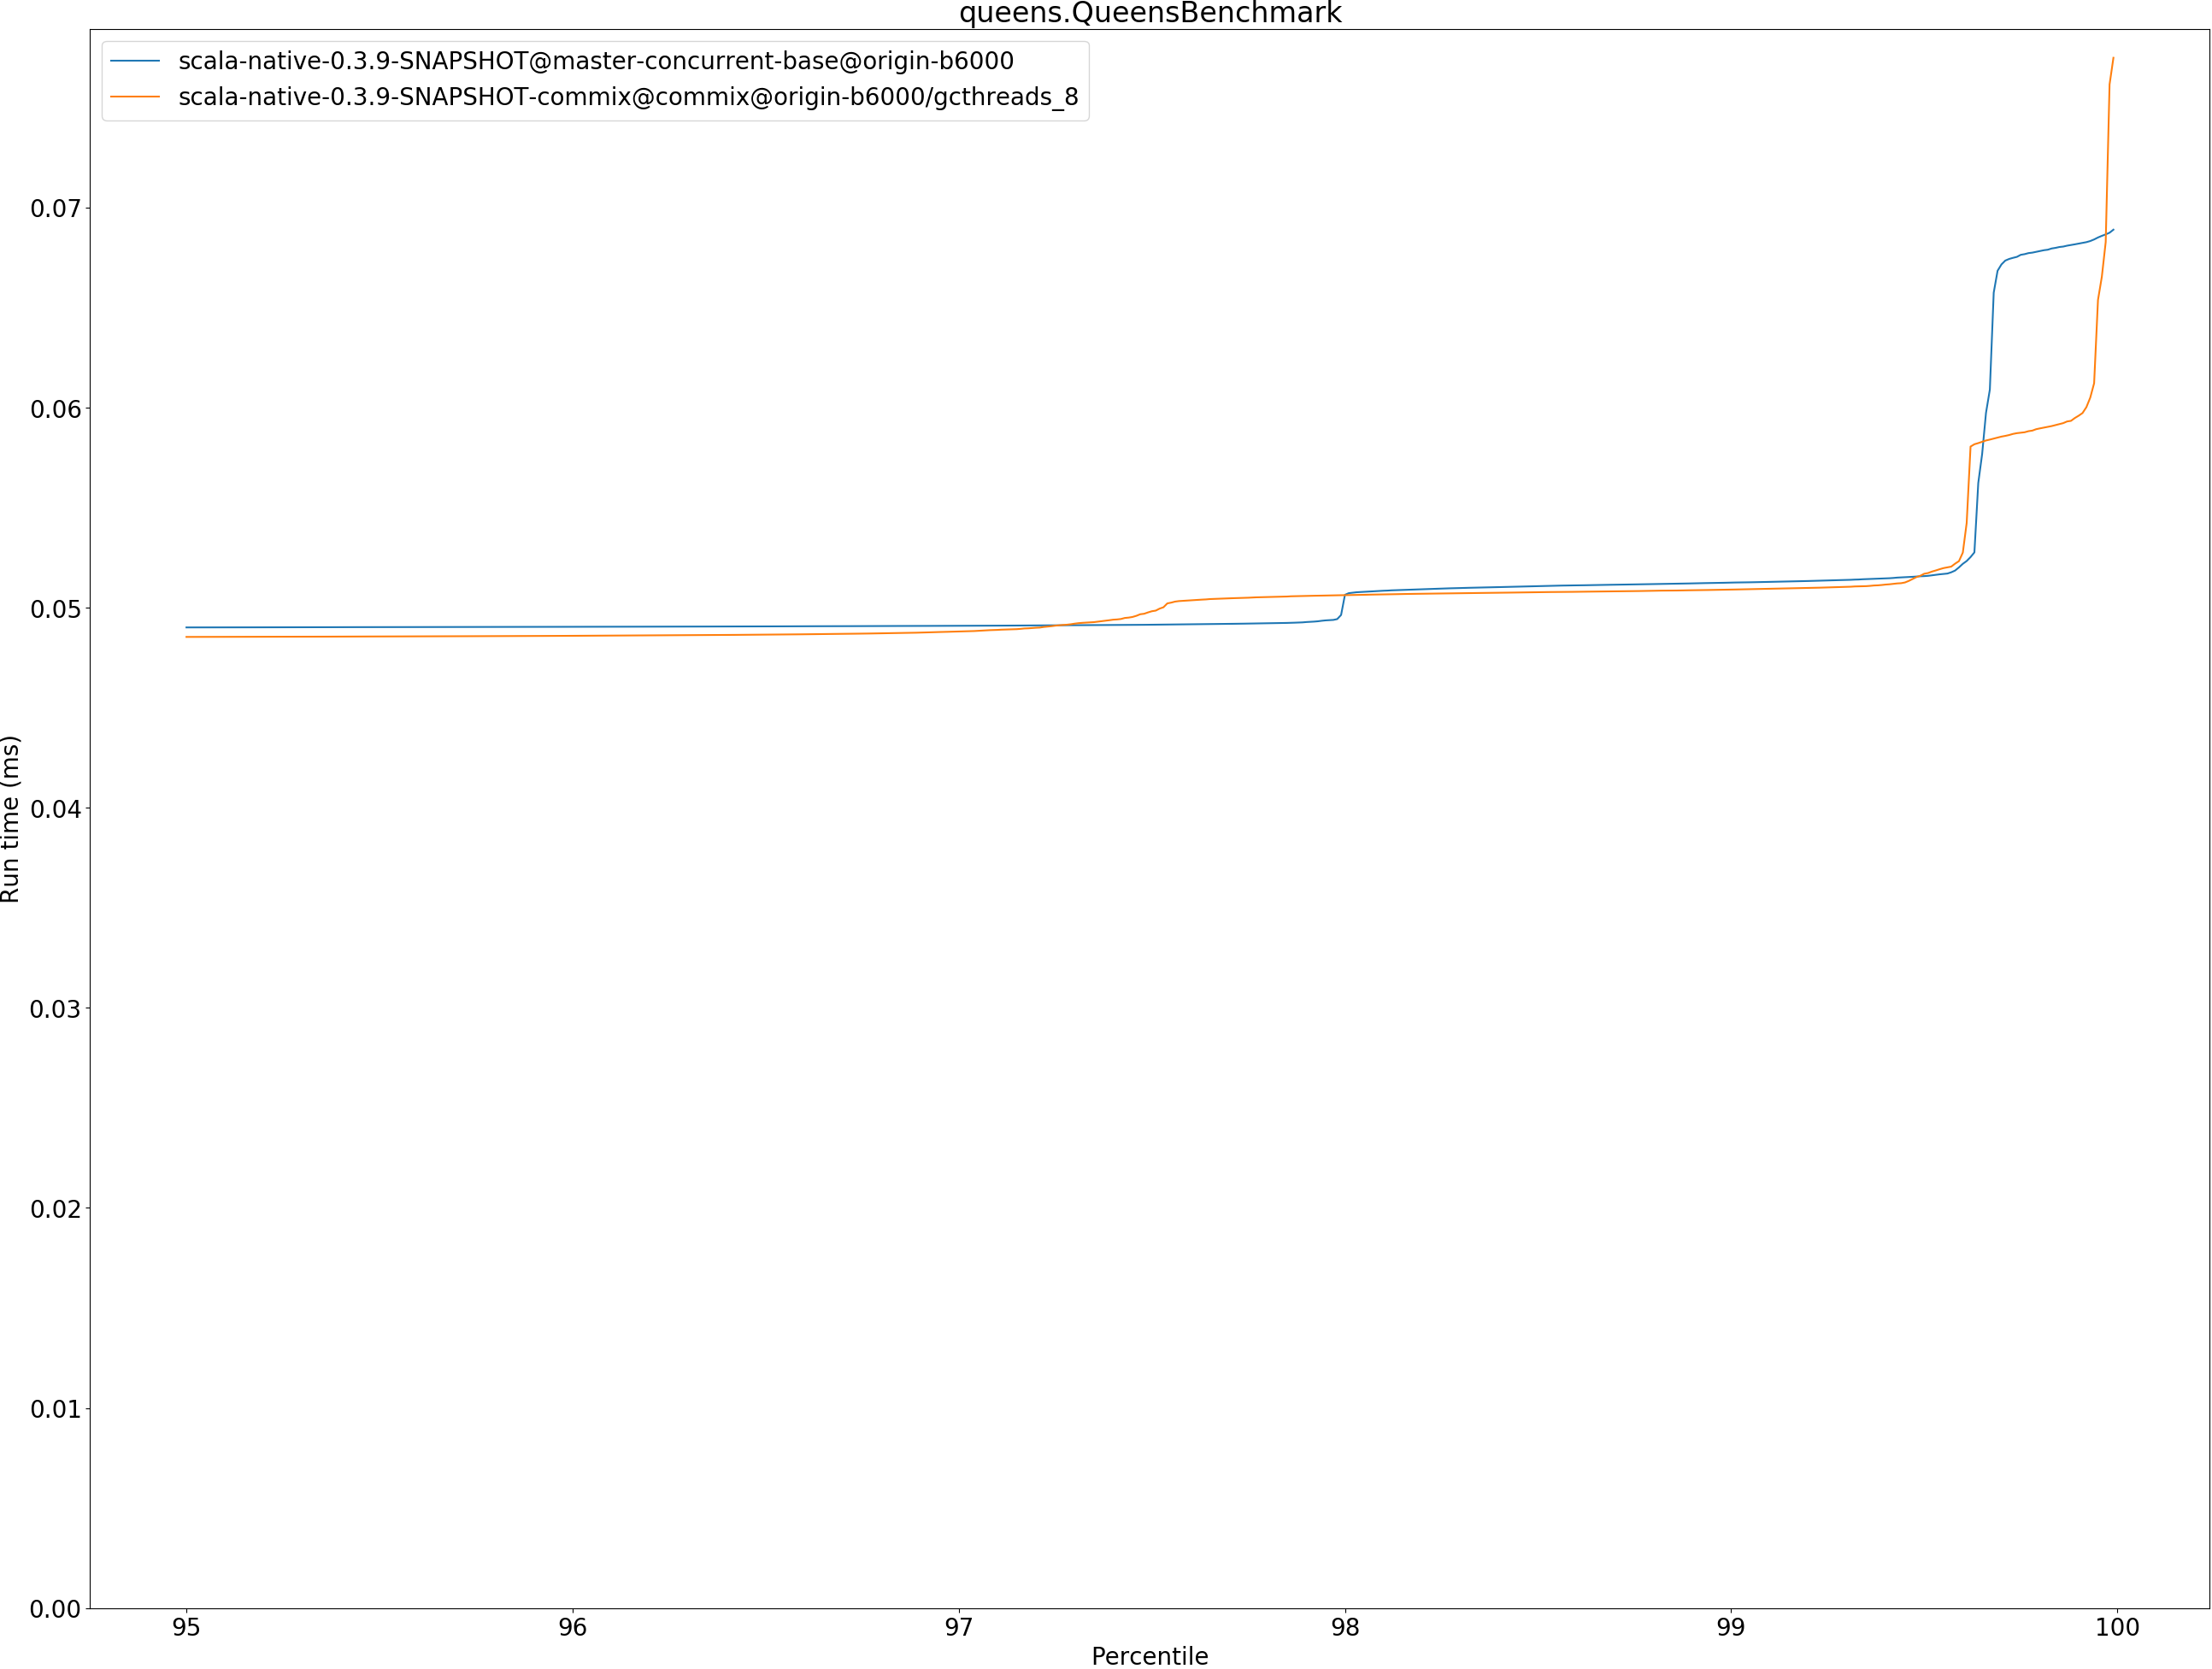 queens.QueensBenchmark
scala-native-0.3.9-SNAPSHOT@master-concurrent-base@origin-b6000
scala-native-0.3.9-SNAPSHOT-commix@commix@origin-b6000/gcthreads_8
0.07
0.06
0.05
0.04
0.03
0.02
0.01
0.00
Run time (ms)
95 96 97 98 99 100
Percentile